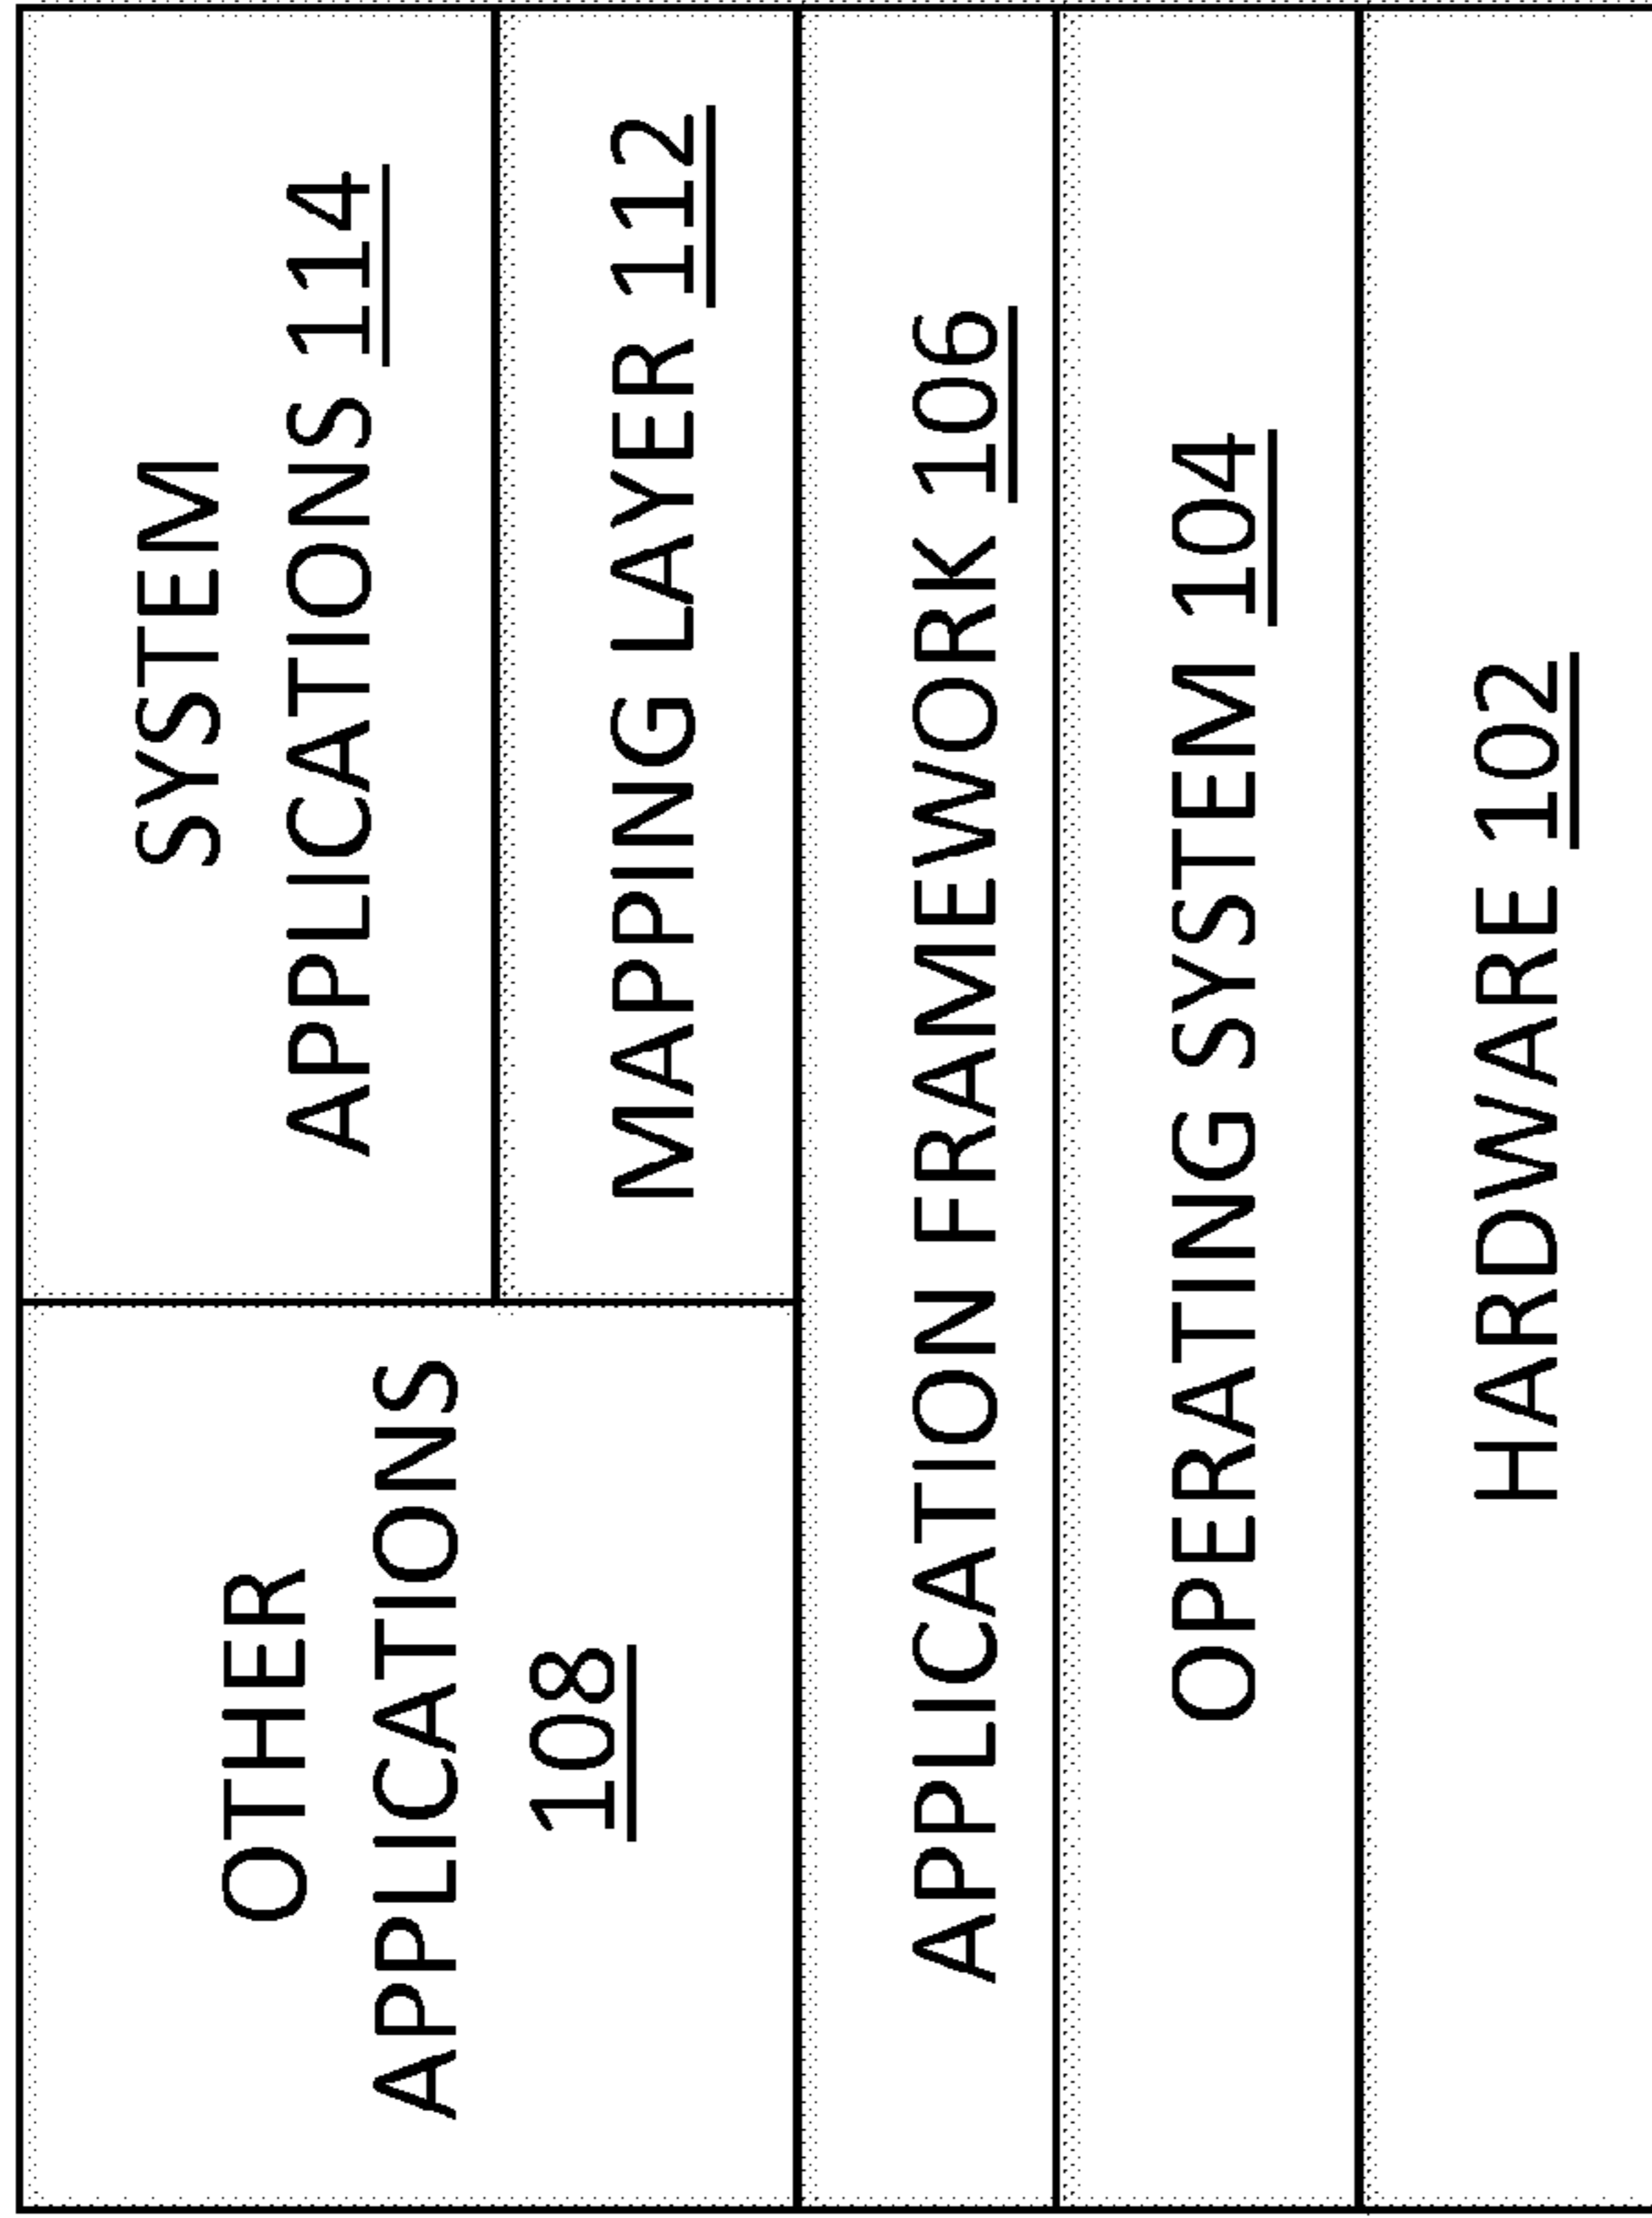 OTHER
APPLICATIONS
108
SYSTEM
APPLICATIONS 114
MAPPING LAYER 112
APPLICATION FRAMEWORK 106
OPERATING SYSTEM 104
HARDWARE 102